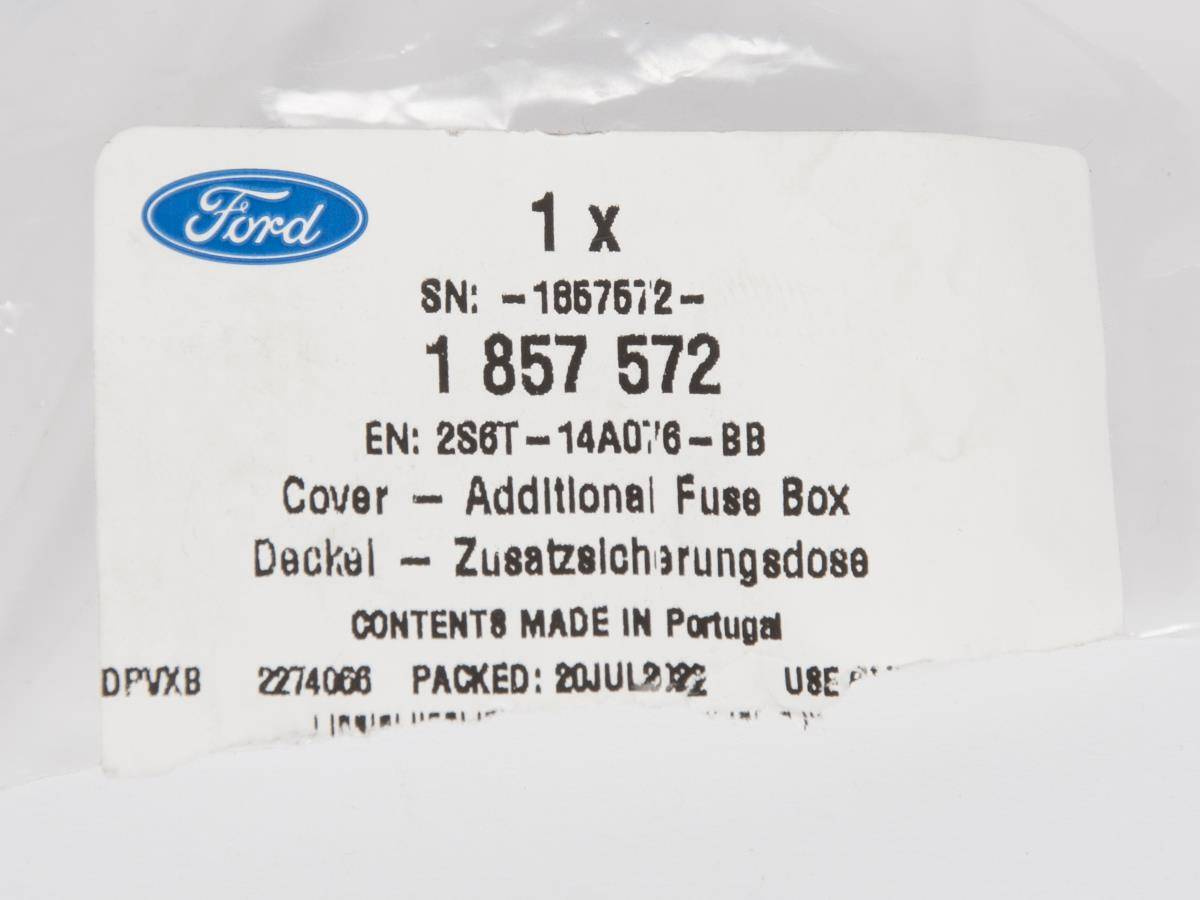 Ford
1 x
SN: -1857572-
1 857 572
EN: 2S6T-14A076-BB
Cover - Additional Fuse Box
Deckel - Zusatzsicherungsdose
CONTENTS MADE IN Portugal
DPVXB 2274066 PACKED: 20JUL2022 USE